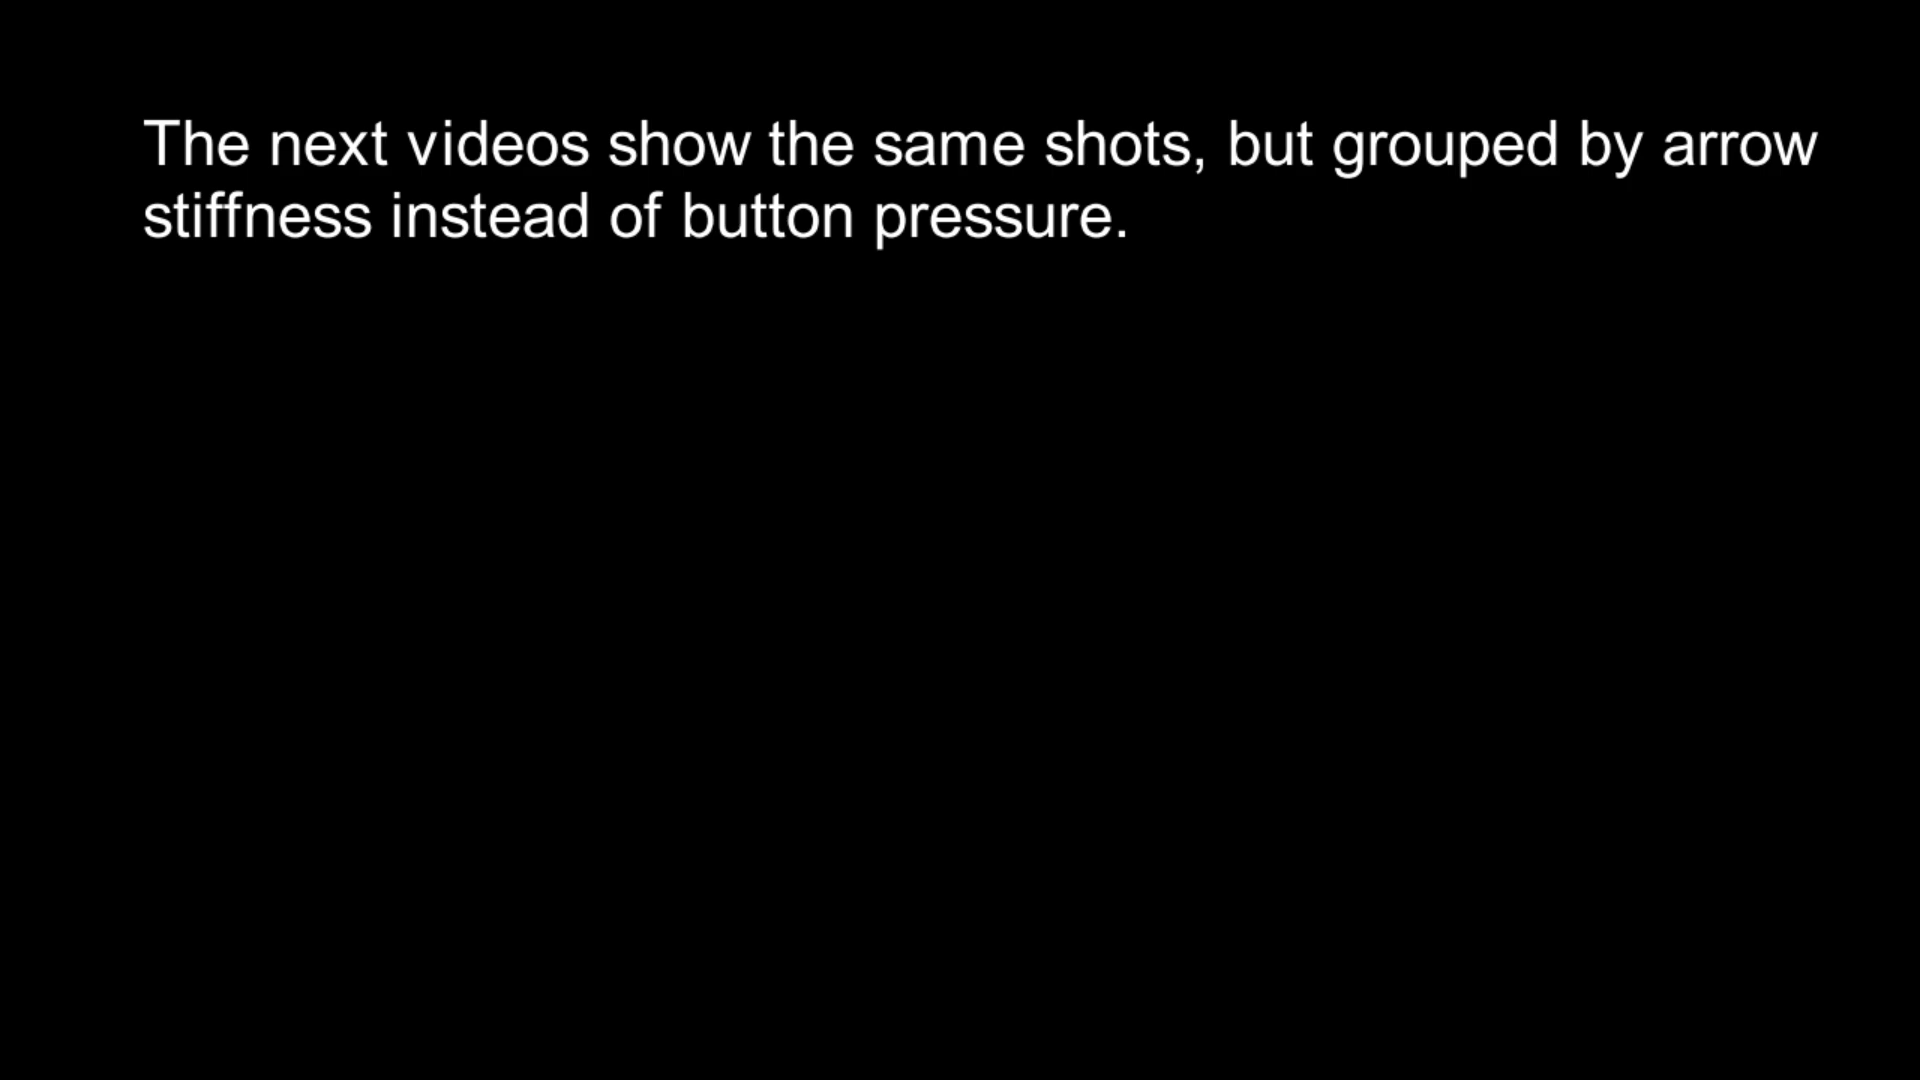 The next videos show the same shots, but grouped by arrow
stiffness instead of button pressure.